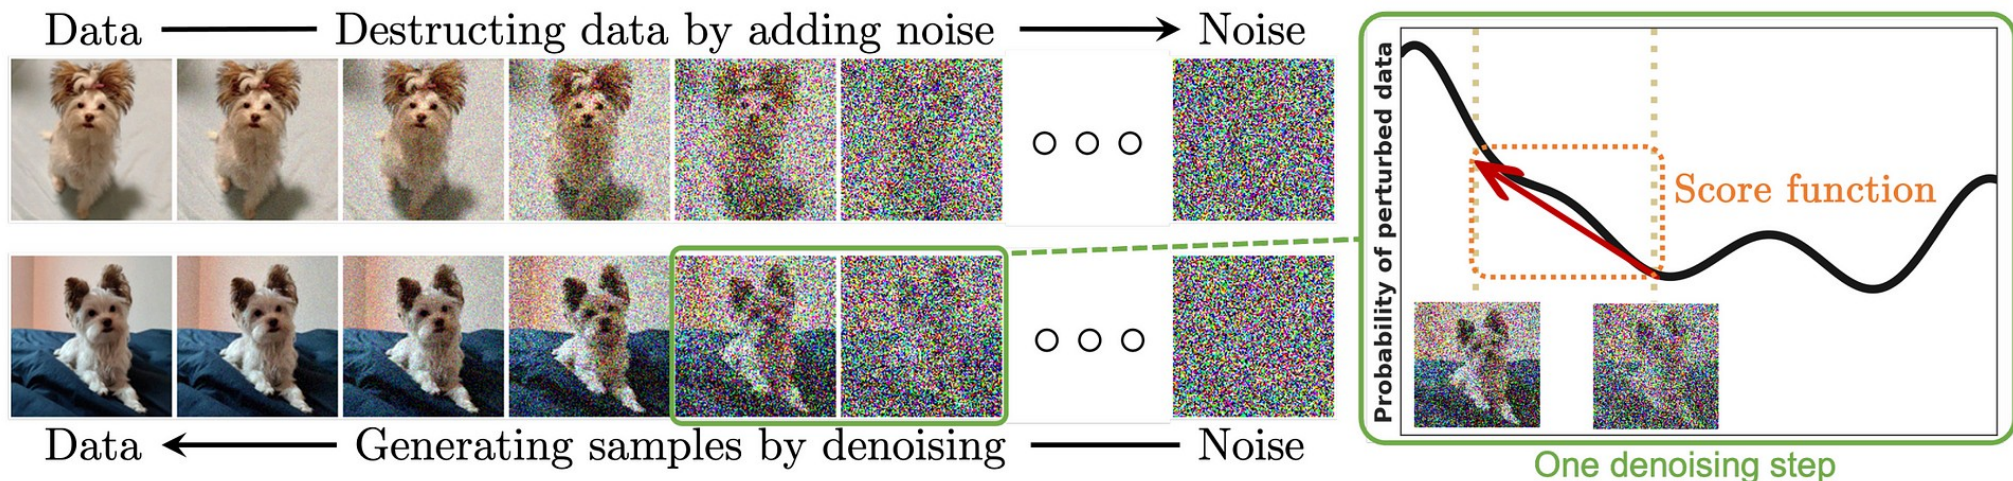 Data Destructing data by adding noise Noise
Probability of perturbed data
Score function
Data Generating samples by denoising Noise
One denoising step